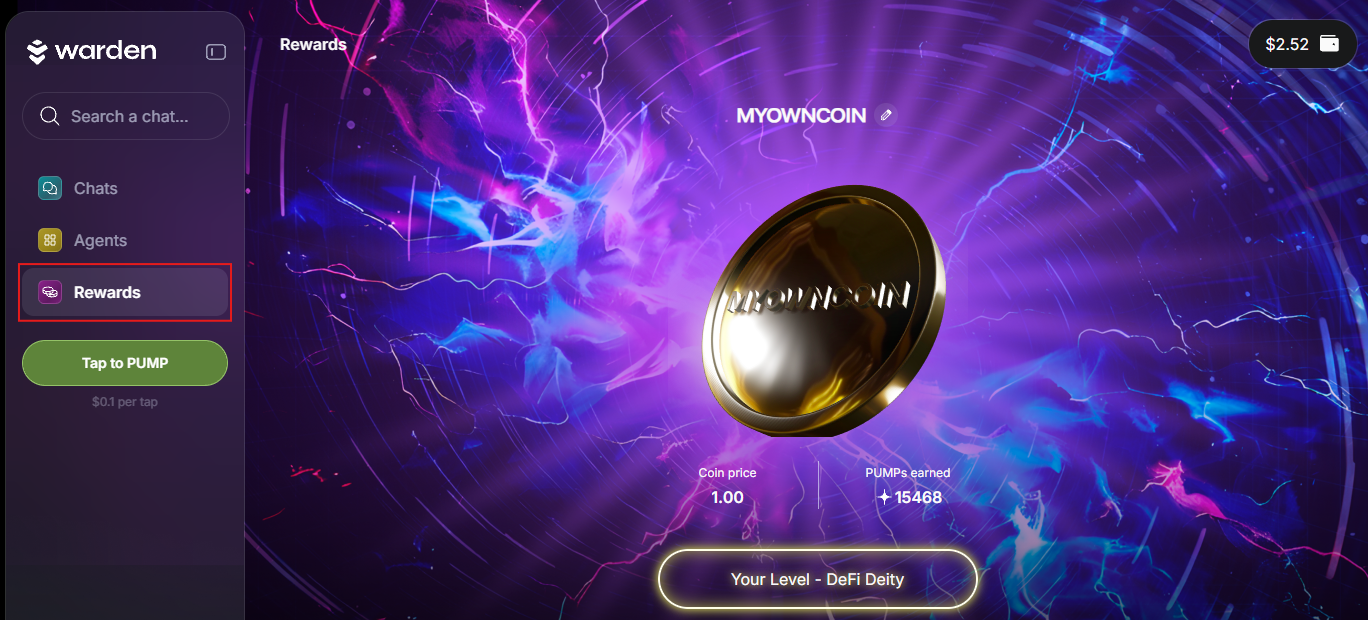 warden
Search a chat...
Chats
Agents
Rewards
Tap to PUMP
$0.1 per tap
Rewards
$2.52
MYOWNCOIN
MYOWNCOIN
Coin price
1.00
PUMPs earned
15468
Your Level - DeFi Deity